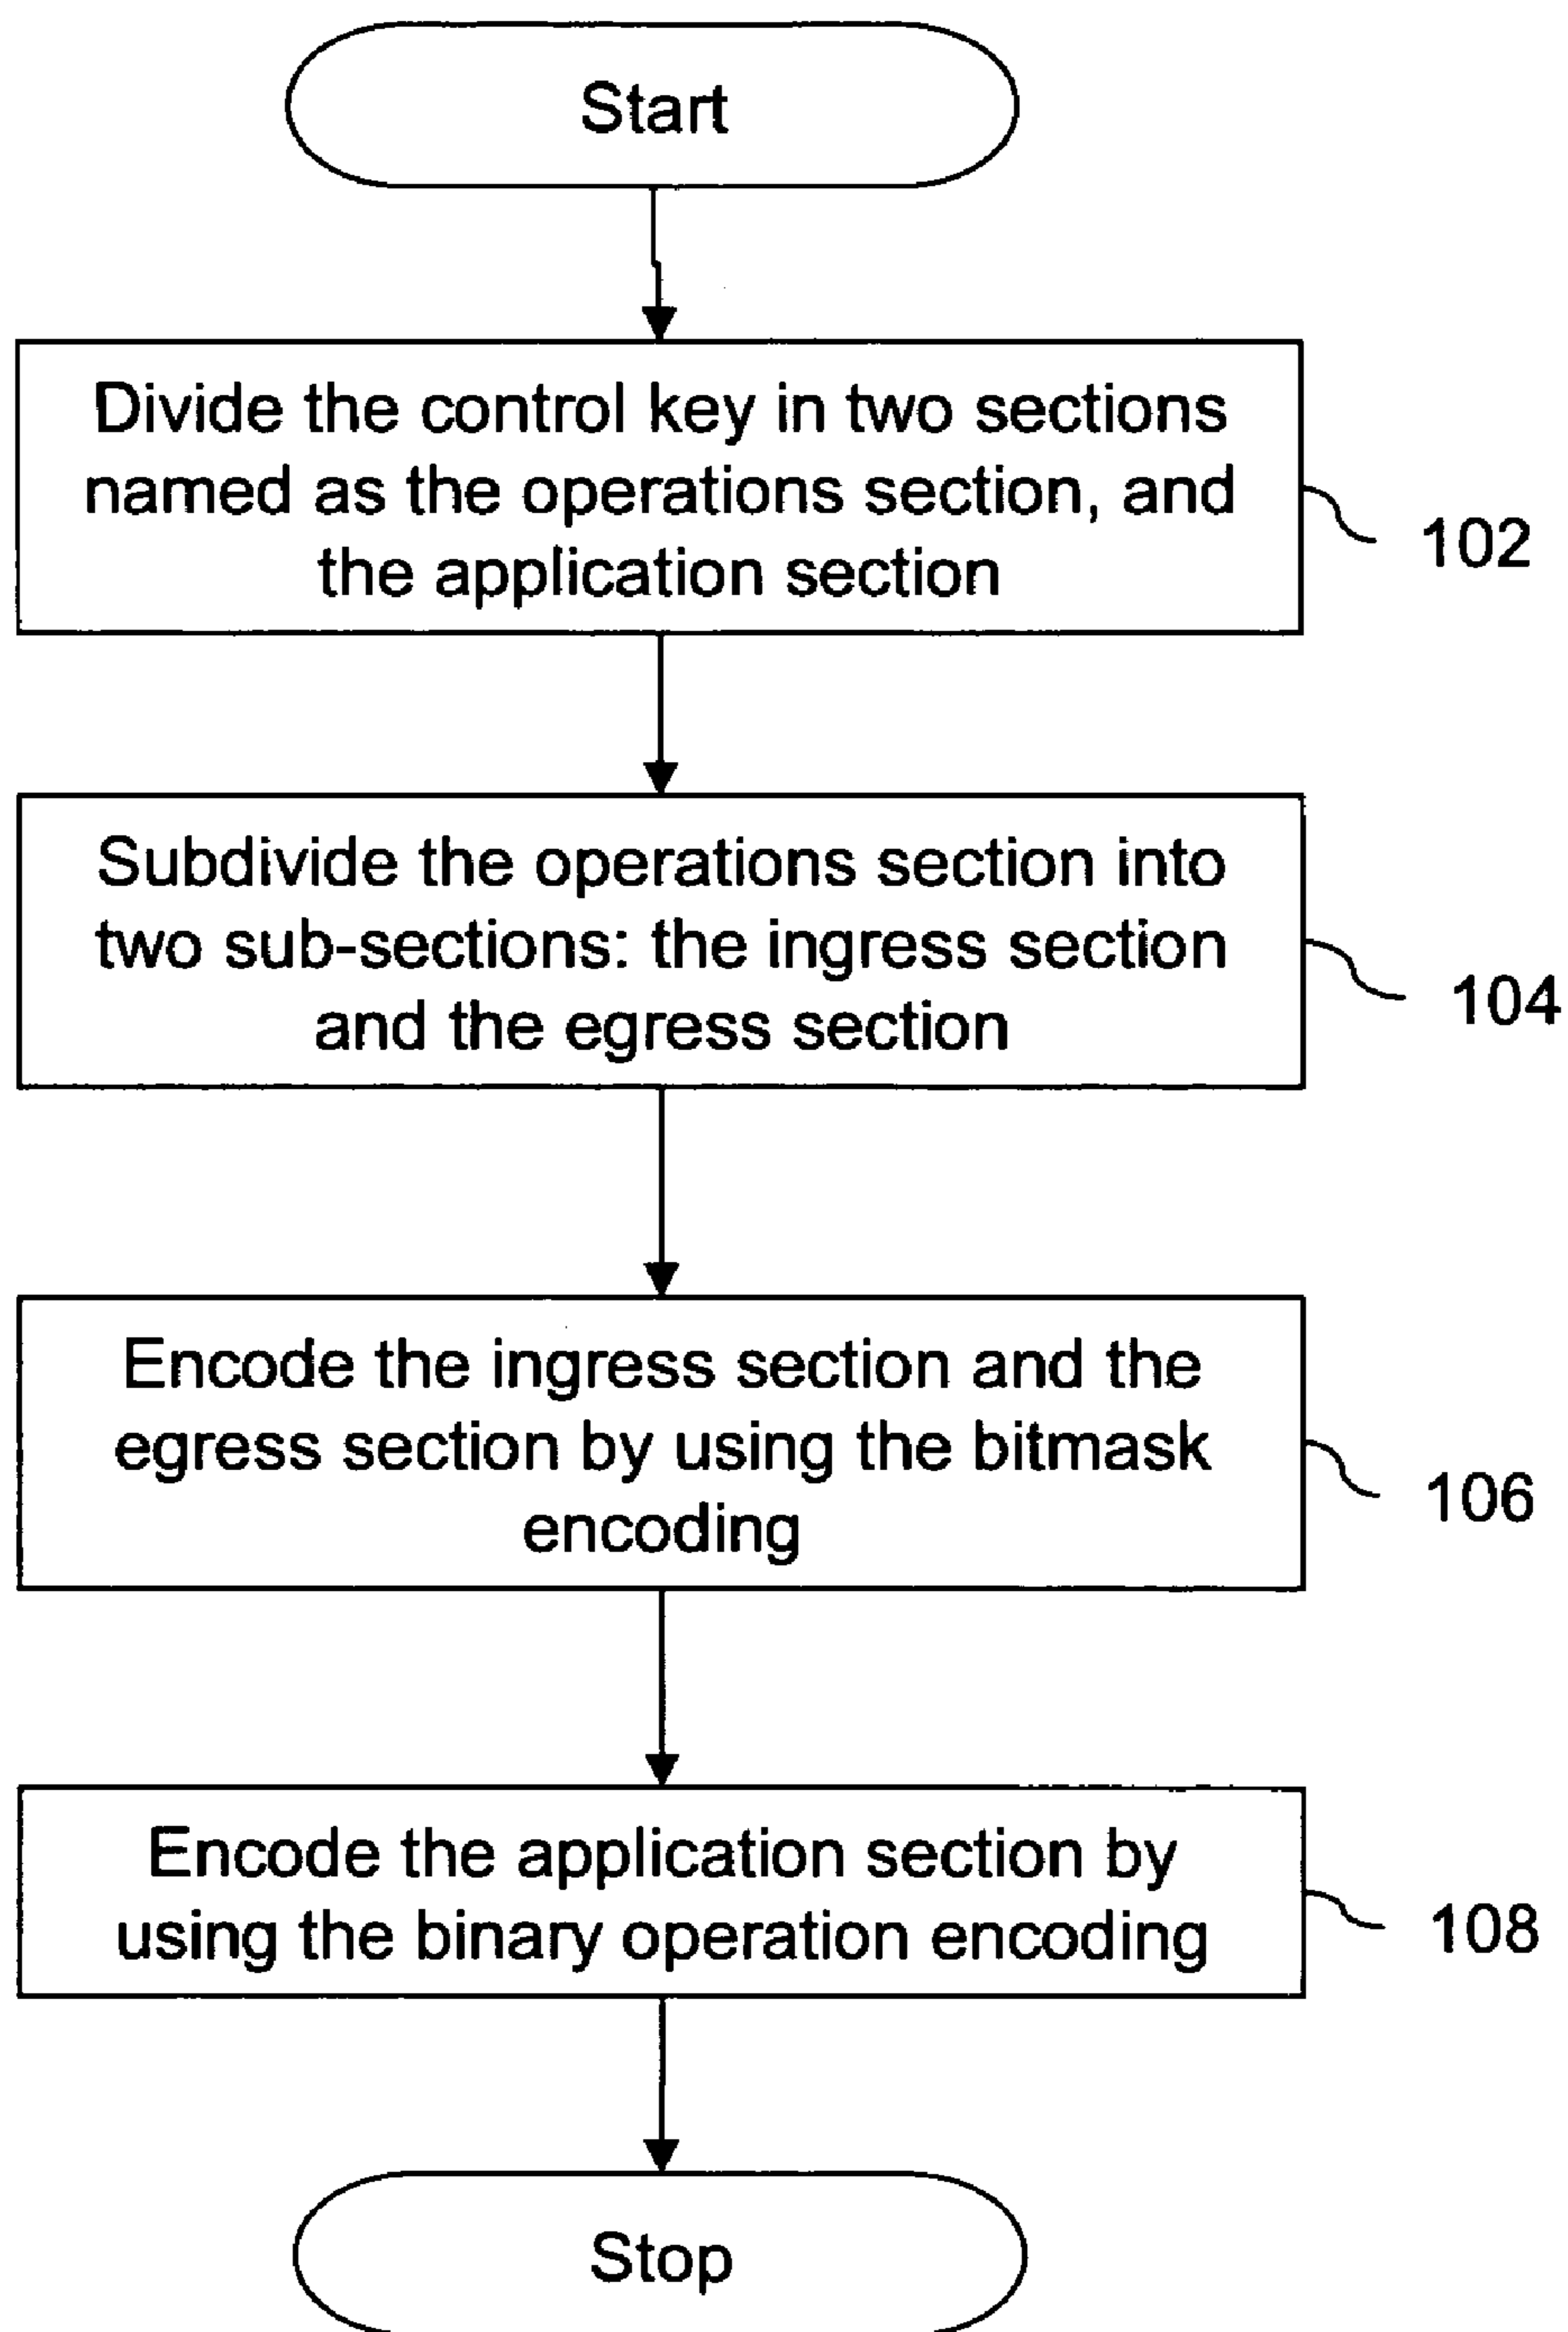 Start
Divide the control key in two sections
named as the operations section, and
the application section
102
Subdivide the operations section into
two sub-sections: the ingress section
and the egress section
104
Encode the ingress section and the
egress section by using the bitmask
encoding
106
Encode the application section by
using the binary operation encoding
108
Stop